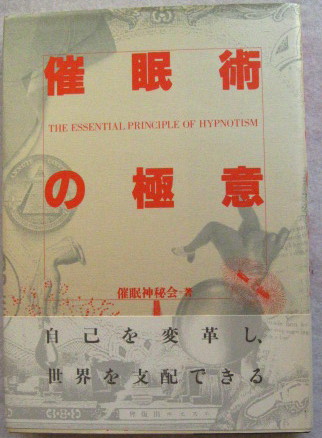 催眠術
THE ESSENTIAL PRINCIPLE OF HYPNOTISM
の極意
催眠神秘会—著
自己を変革し、
世界を支配できる